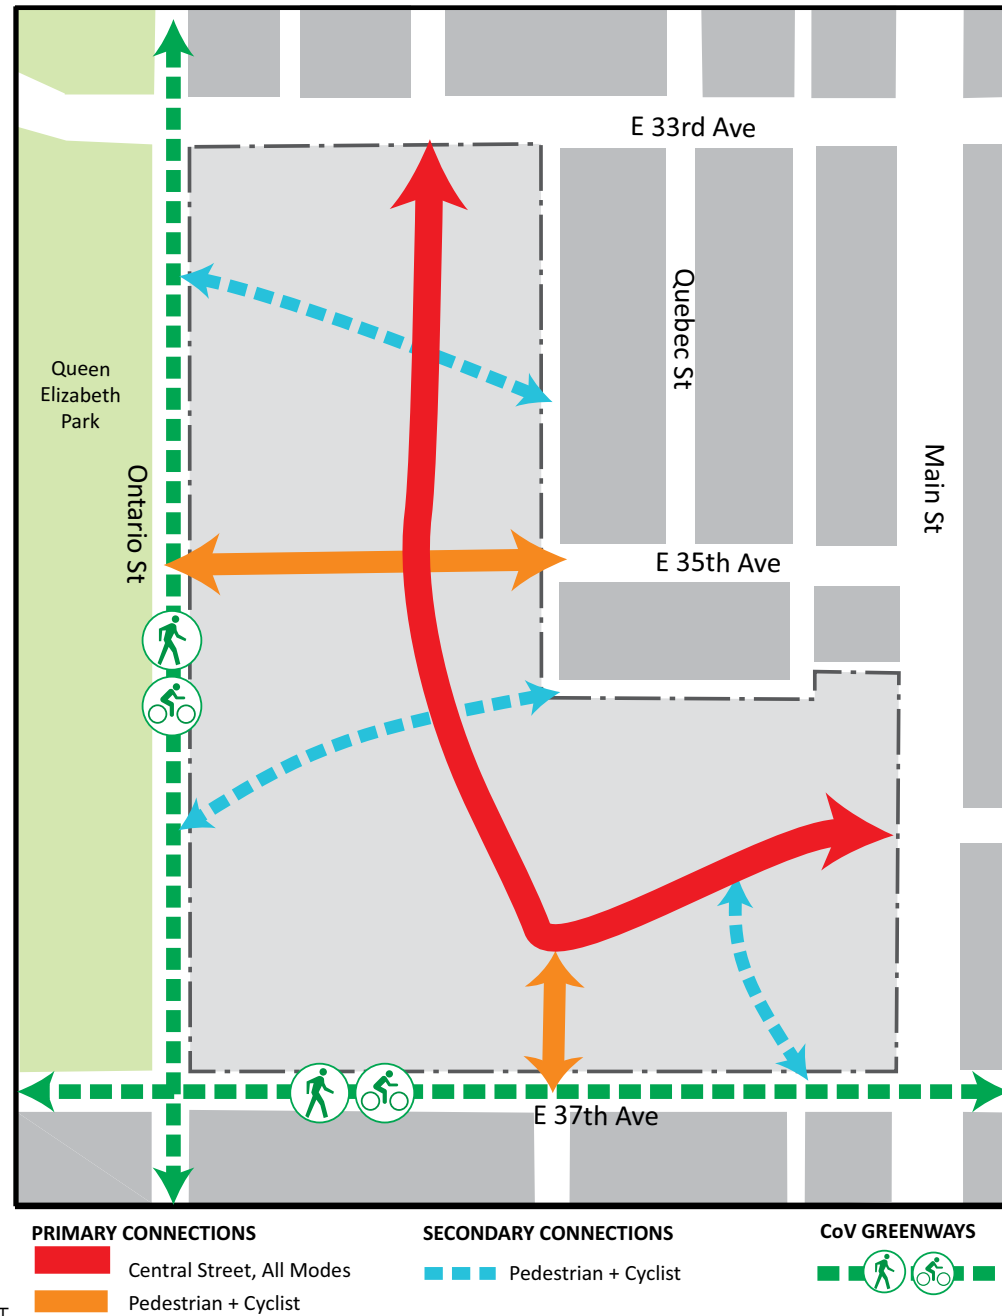 E 33rd Ave
Quebec St
Queen
Elizabeth
Park
Main St
Ontario St
E 35th Ave
E 37th Ave
PRIMARY CONNECTIONS
Central Street, All Modes
Pedestrian + Cyclist
SECONDARY CONNECTIONS
Pedestrian + Cyclist
CoV GREENWAYS